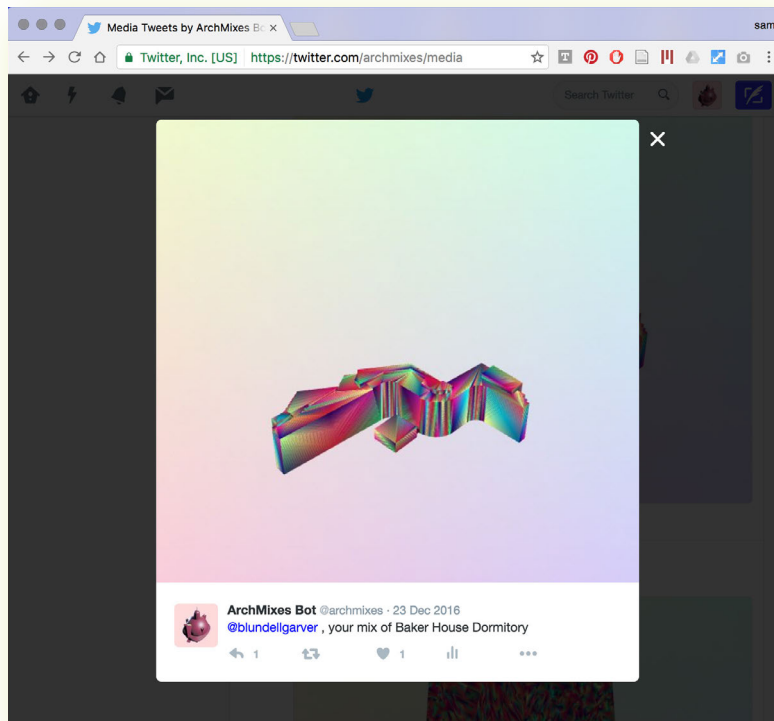 Media Tweets by ArchMixes Bo
sam
Twitter, Inc. [US] https://twitter.com/archmixes/media
Search Twitter
ArchMixes Bot @archmixes · 23 Dec 2016
@blundellgarver , your mix of Baker House Dormitory
1 1